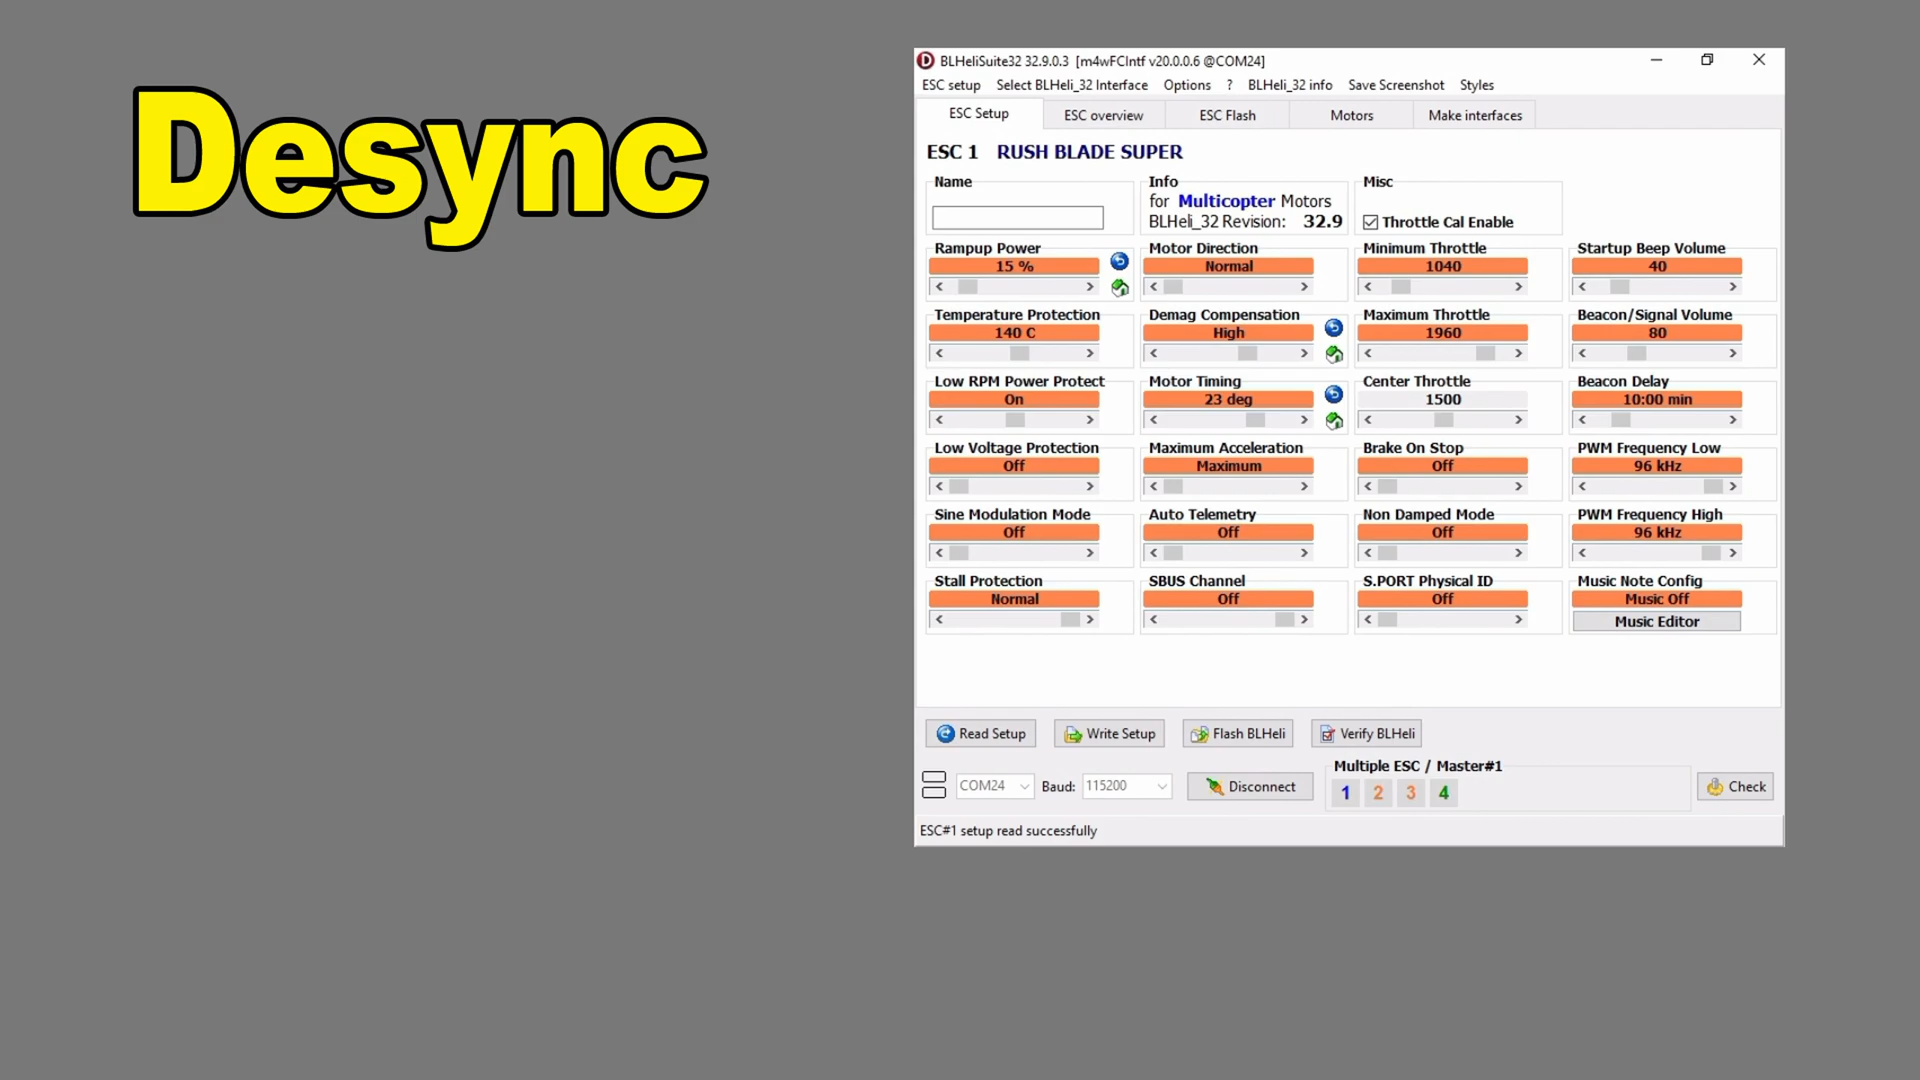 Desync
BLHeliSuite32 32.9.0.3 [m4wFCIntf v20.0.0.6 @COM24]
ESC setup Select BLHeli_32 Interface Options ? BLHeli_32 info Save Screenshot Styles
ESC Setup ESC overview ESC Flash Motors Make interfaces
ESC 1 RUSH BLADE SUPER
Name Info Misc
for Multicopter Motors
BLHeli_32 Revision: 32.9 Throttle Cal Enable
Rampup Power Motor Direction Minimum Throttle Startup Beep Volume
15 % Normal 1040 40
Temperature Protection Demag Compensation Maximum Throttle Beacon/Signal Volume
140 C High 1960 80
Low RPM Power Protect Motor Timing Center Throttle Beacon Delay
On 23 deg 1500 10:00 min
Low Voltage Protection Maximum Acceleration Brake On Stop PWM Frequency Low
Off Maximum Off 96 kHz
Sine Modulation Mode Auto Telemetry Non Damped Mode PWM Frequency High
Off Off Off 96 kHz
Stall Protection SBUS Channel S.PORT Physical ID Music Note Config
Normal Off Off Music Off
Music Editor
Read Setup Write Setup Flash BLHeli Verify BLHeli
Multiple ESC / Master#1
COM24 Baud: 115200 Disconnect 1 2 3 4 Check
ESC#1 setup read successfully